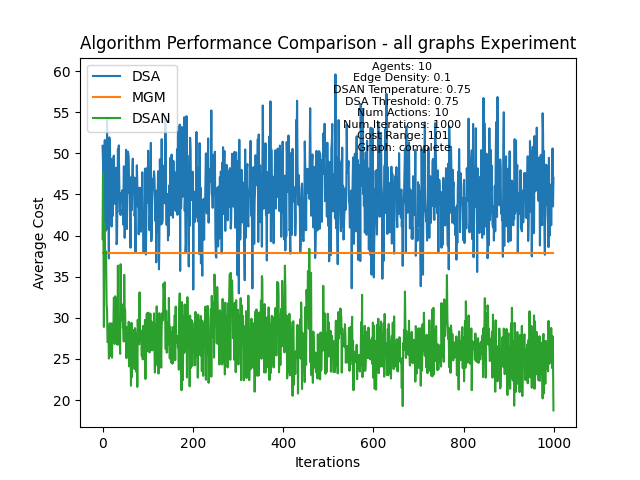 Algorithm Performance Comparison - all graphs Experiment
DSA
MGM
DSAN
Agents: 10
Edge Density: 0.1
DSAN Temperature: 0.75
DSA Threshold: 0.75
Num Actions: 10
Num Iterations: 1000
Cost Range: 101
Graph: complete
Average Cost
60
55
50
45
40
35
30
25
20
0 200 400 600 800 1000
Iterations